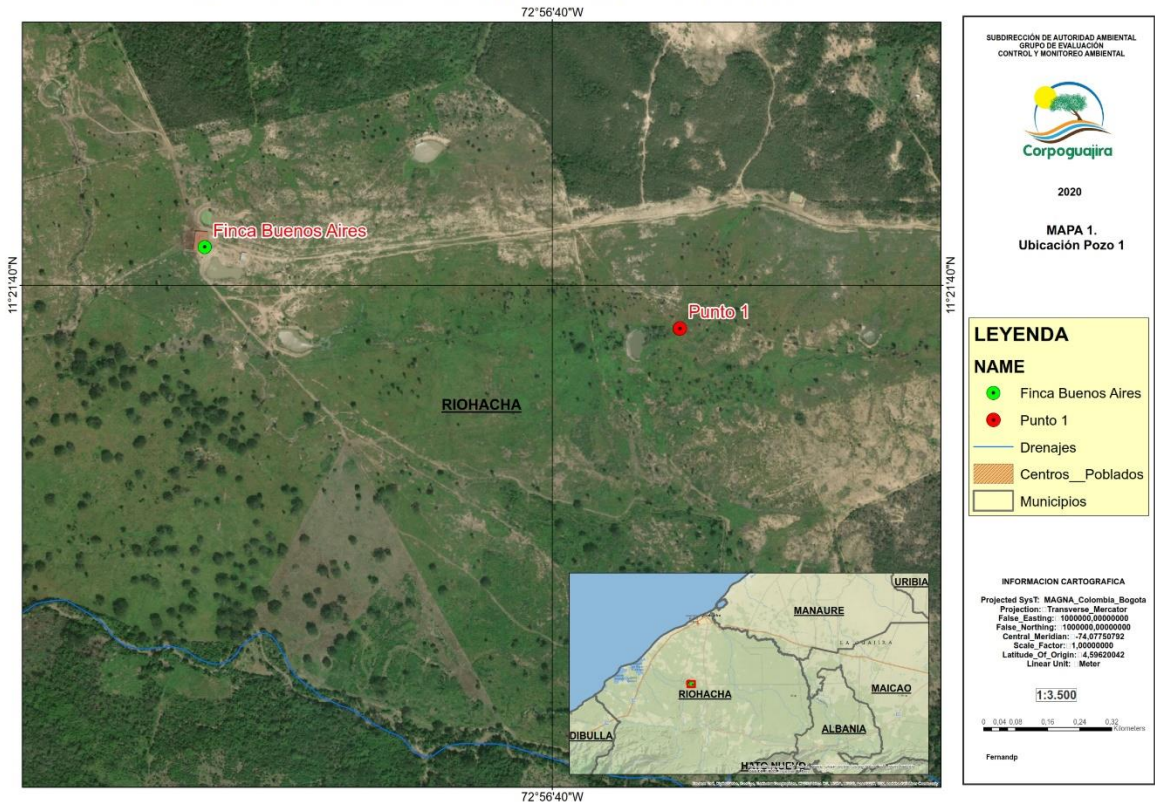 72°56'40"W
Finca Buenos Aires
11°21'40"N
11°21'40"N
Punto 1
RIOHACHA
URIBIA
MANAURE
LA GUAJIRA
MAICAO
RIOHACHA
ALBANIA
DIBULLA
HATO NUEVO
72°56'40"W
SUBDIRECCIÓN DE AUTORIDAD AMBIENTAL
GRUPO DE EVALUACIÓN
CONTROL Y MONITOREO AMBIENTAL
Corpoguajira
2020
MAPA 1.
Ubicación Pozo 1
LEYENDA
NAME
Finca Buenos Aires
Punto 1
Drenajes
Centros__Poblados
Municipios
INFORMACION CARTOGRAFICA
Projected SysT: MAGNA_Colombia_Bogota
Projection: Transverse_Mercator
False_Easting: 1000000,00000000
False_Northing: 1000000,00000000
Central_Meridian: -74,07750792
Scale_Factor: 1,00000000
Latitude_Of_Origin: 4,59620042
Linear Unit: Meter
1:3.500
0 0,04 0,08 0,16 0,24 0,32
Kilometers
Fernandp